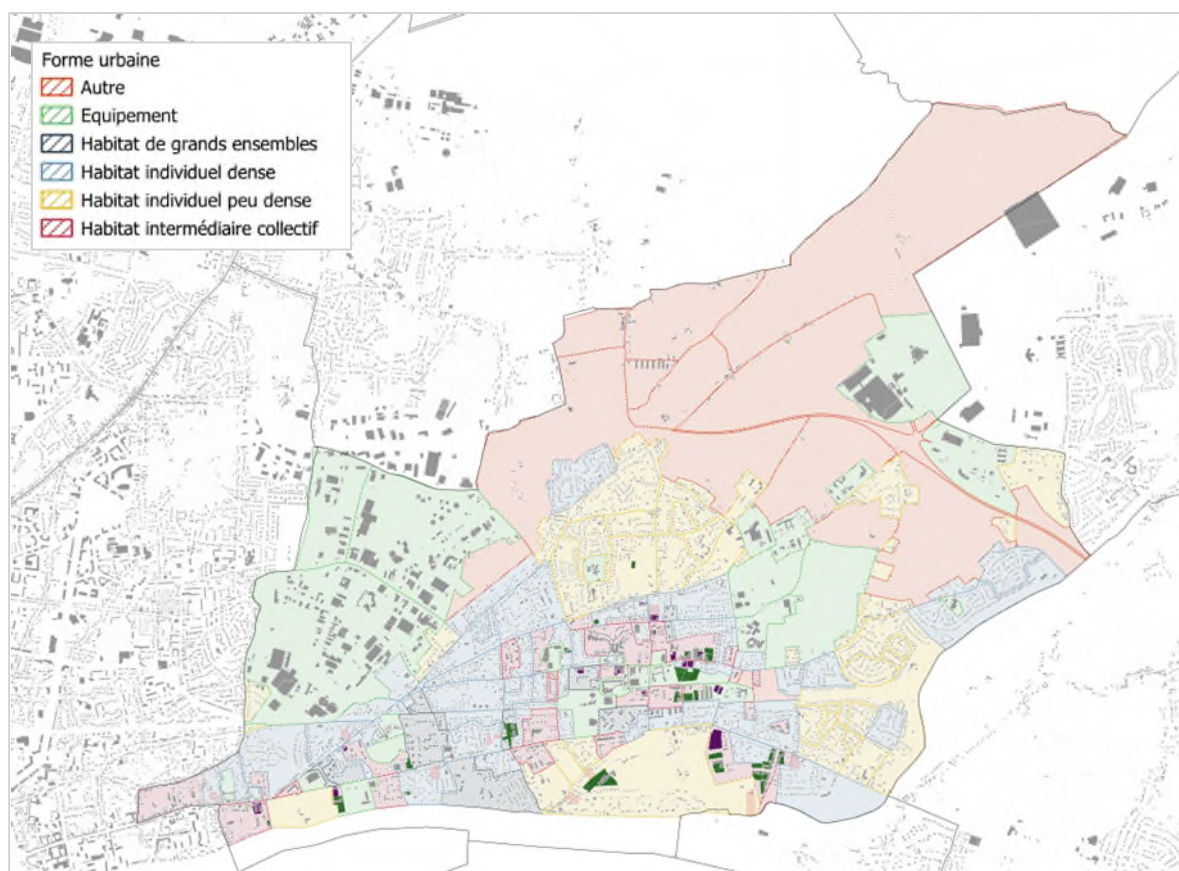 Forme urbaine
Autre
Equipement
Habitat de grands ensembles
Habitat individuel dense
Habitat individuel peu dense
Habitat intermédiaire collectif